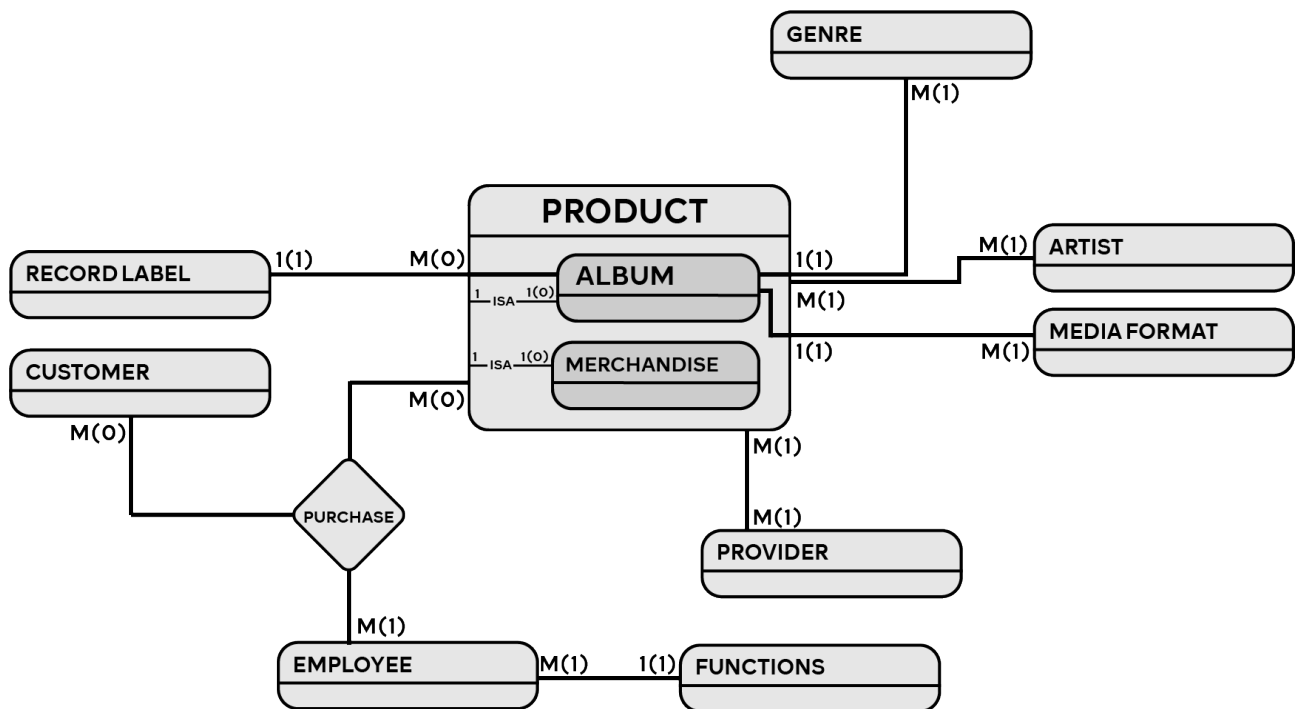 GENRE
M(1)
PRODUCT
RECORD LABEL
1(1)
M(0)
ALBUM
1(1)
M(1)
ARTIST
M(1)
1 ISA 1(0)
MEDIA FORMAT
1(1)
M(1)
1 ISA 1(0)
MERCHANDISE
CUSTOMER
M(0)
M(0)
M(1)
PURCHASE
M(1)
PROVIDER
M(1)
EMPLOYEE
M(1)
1(1)
FUNCTIONS